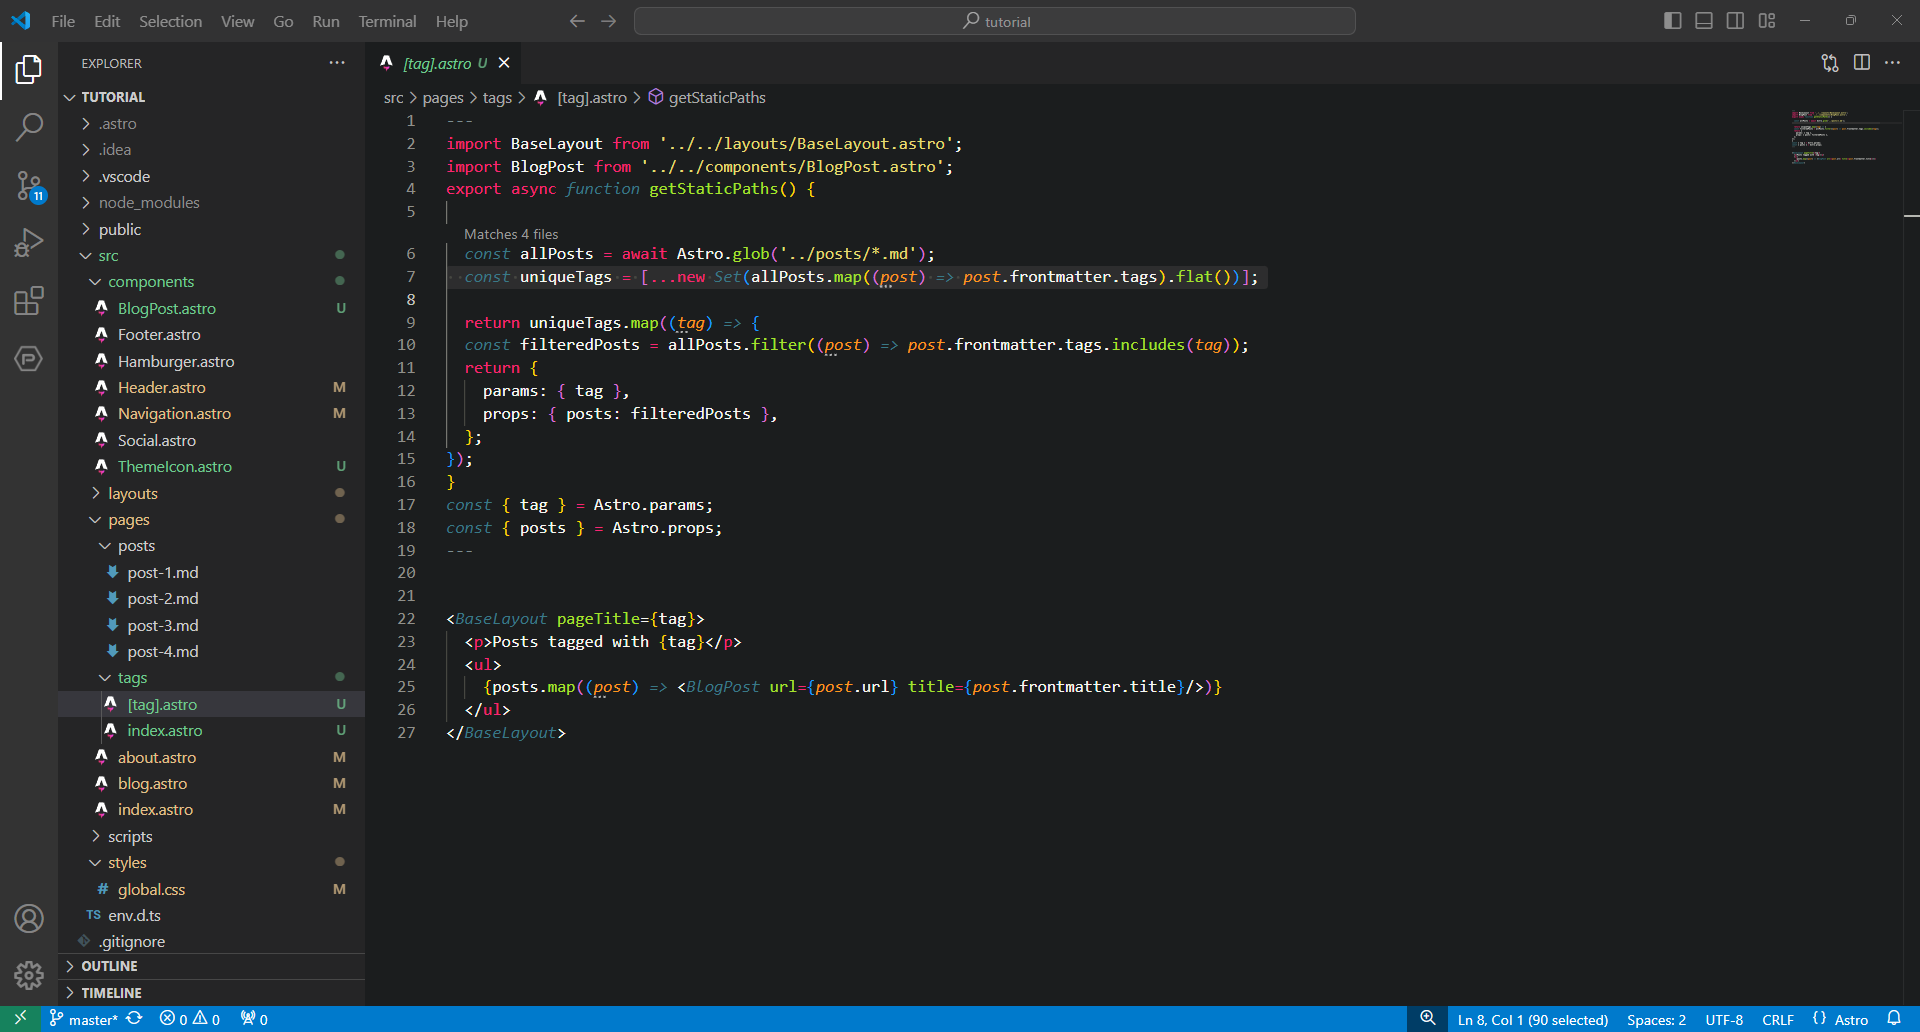 File Edit Selection View Go Run Terminal Help
tutorial
EXPLORER
TUTORIAL
.astro
.idea
.vscode
node_modules
public
src
components
BlogPost.astro U
Footer.astro
Hamburger.astro
Header.astro M
Navigation.astro M
Social.astro
ThemeIcon.astro U
layouts
pages
posts
post-1.md
post-2.md
post-3.md
post-4.md
tags
[tag].astro U
index.astro U
about.astro M
blog.astro M
index.astro M
scripts
styles
# global.css M
TS env.d.ts
.gitignore
OUTLINE
TIMELINE
11
[tag].astro U
src > pages > tags > [tag].astro > getStaticPaths
1 ---
2 import BaseLayout from '../../layouts/BaseLayout.astro';
3 import BlogPost from '../../components/BlogPost.astro';
4 export async function getStaticPaths() {
5
Matches 4 files
6 const allPosts = await Astro.glob('../posts/*.md');
7 const uniqueTags = [...new Set(allPosts.map((post) => post.frontmatter.tags).flat())];
8
9 return uniqueTags.map((tag) => {
10 const filteredPosts = allPosts.filter((post) => post.frontmatter.tags.includes(tag));
11 return {
12 params: { tag },
13 props: { posts: filteredPosts },
14 };
15 });
16 }
17 const { tag } = Astro.params;
18 const { posts } = Astro.props;
19 ---
20
21
22 <BaseLayout pageTitle={tag}>
23 <p>Posts tagged with {tag}</p>
24 <ul>
25 {posts.map((post) => <BlogPost url={post.url} title={post.frontmatter.title}/>)}
26 </ul>
27 </BaseLayout>
master* 0 0 0
Ln 8, Col 1 (90 selected) Spaces: 2 UTF-8 CRLF {} Astro